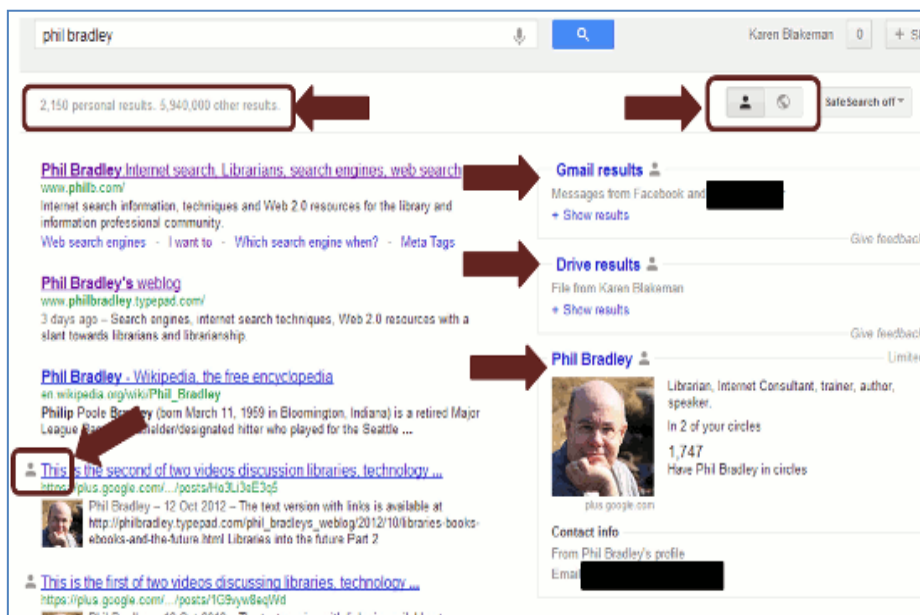 phil bradley
Karen Blakeman 0 +
2,150 personal results. 5,940,000 other results.
SafeSearch off
Phil Bradley Internet search, Librarians, search engines, web search
www.philb.com/
Internet search information, techniques and Web 2.0 resources for the library and
information professional community.
Web search engines - I want to - Which search engine when? - Meta Tags
Phil Bradley's weblog
www.philbradley.typepad.com/
3 days ago – Search engines, internet search techniques, Web 2.0 resources with a
slant towards librarians and librarianship.
Phil Bradley - Wikipedia, the free encyclopedia
en.wikipedia.org/wiki/Phil_Bradley
Philip Poole Bradley (born March 11, 1959 in Bloomington, Indiana) is a retired Major
League holder/designated hitter who played for the Seattle ...
This is the second of two videos discussion libraries, technology ...
https://plus.google.com/.../posts/Ho3Li3eE3q5
Phil Bradley – 12 Oct 2012 – The text version with links is available at
http://philbradley.typepad.com/phil_bradleys_weblog/2012/10/libraries-books-
ebooks-and-the-future.html Libraries into the future Part 2
This is the first of two videos discussing libraries, technology ...
https://plus.google.com/.../posts/1G9vyw8eqWd
Gmail results
Messages from Facebook and
+ Show results
Give feedback
Drive results
File from Karen Blakeman
+ Show results
Give feedback
Phil Bradley
Limited
Librarian, Internet Consultant, trainer, author,
speaker.
In 2 of your circles
1,747
Have Phil Bradley in circles
plus.google.com
Contact info
From Phil Bradley's profile
Email